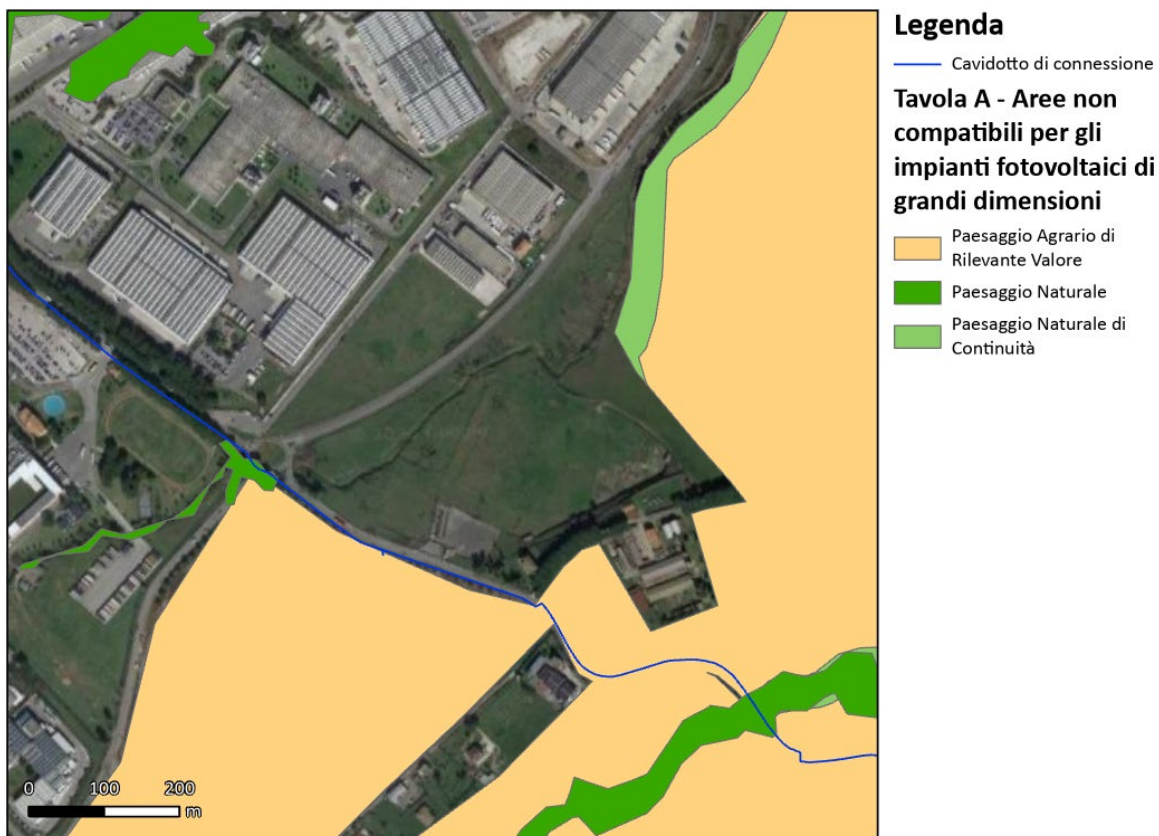 Legenda
Cavidotto di connessione
Tavola A - Aree non
compatibili per gli
impianti fotovoltaici di
grandi dimensioni
Paesaggio Agrario di
Rilevante Valore
Paesaggio Naturale
Paesaggio Naturale di
Continuità
0 100 200
m